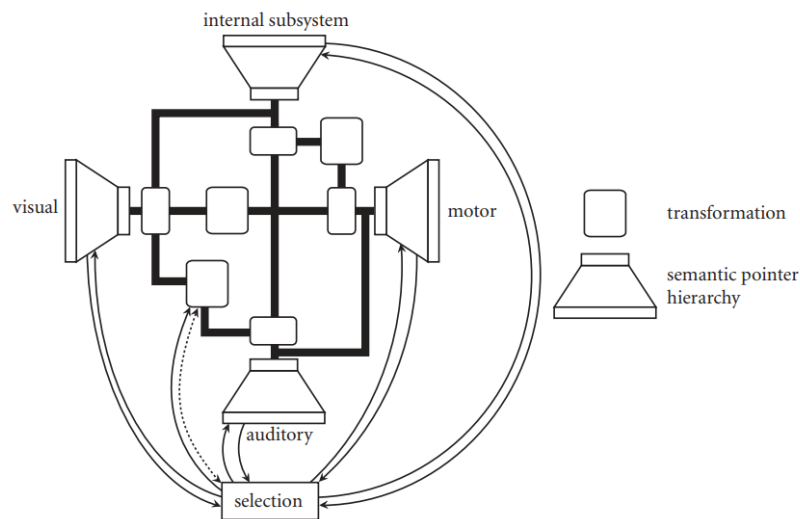 internal subsystem
visual
motor
transformation
semantic pointer
hierarchy
auditory
selection